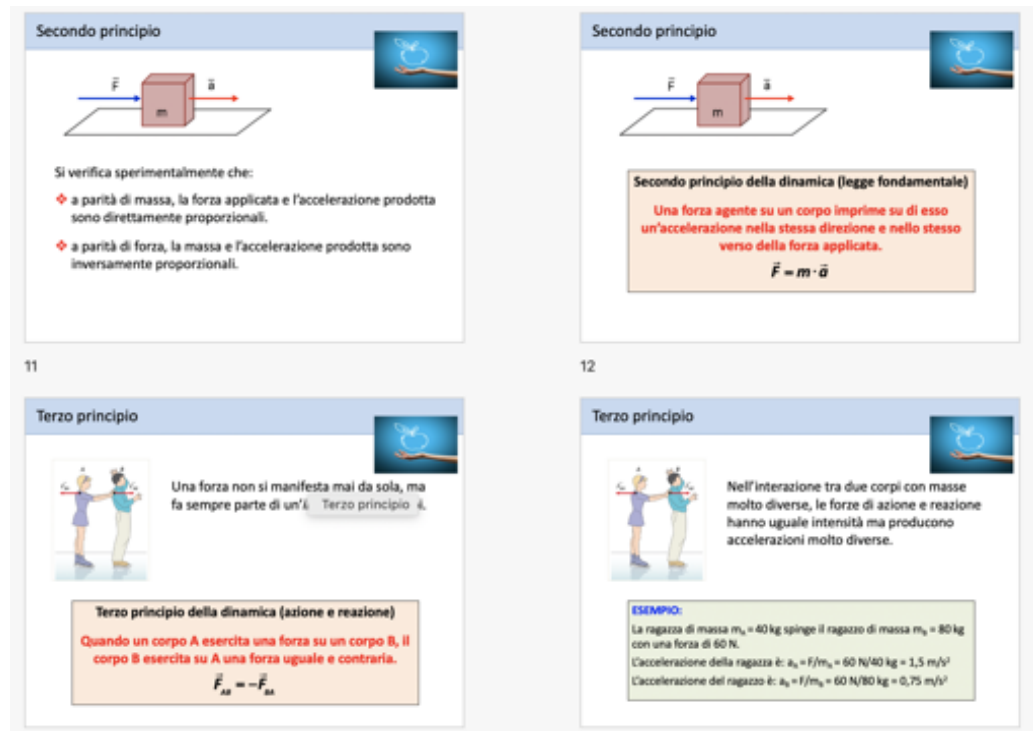 Secondo principio
F⃗
a⃗
m
Si verifica sperimentalmente che:
❖ a parità di massa, la forza applicata e l'accelerazione prodotta
sono direttamente proporzionali.
❖ a parità di forza, la massa e l'accelerazione prodotta sono
inversamente proporzionali.
11
Secondo principio
F⃗
a⃗
m
Secondo principio della dinamica (legge fondamentale)
Una forza agente su un corpo imprime su di esso
un'accelerazione nella stessa direzione e nello stesso
verso della forza applicata.
F⃗ = m · a⃗
12
Terzo principio
A
B
Una forza non si manifesta mai da sola, ma
fa sempre parte di un'
Terzo principio
Terzo principio della dinamica (azione e reazione)
Quando un corpo A esercita una forza su un corpo B, il
corpo B esercita su A una forza uguale e contraria.
F⃗AB = −F⃗BA
Terzo principio
A
B
Nell'interazione tra due corpi con masse
molto diverse, le forze di azione e reazione
hanno uguale intensità ma producono
accelerazioni molto diverse.
ESEMPIO:
La ragazza di massa mA = 40 kg spinge il ragazzo di massa mB = 80 kg
con una forza di 60 N.
L'accelerazione della ragazza è: aA = F/mA = 60 N/40 kg = 1,5 m/s²
L'accelerazione del ragazzo è: aB = F/mB = 60 N/80 kg = 0,75 m/s²